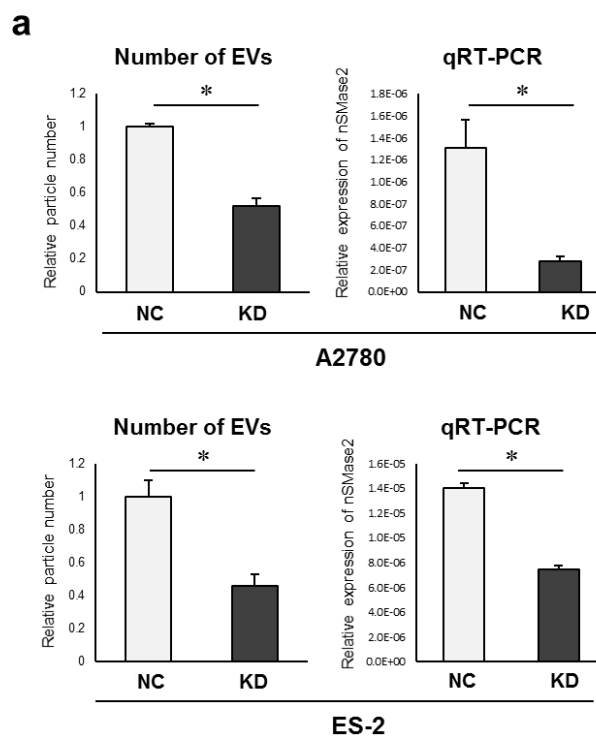 a
Number of EVs
qRT-PCR
Relative particle number
1.2
1
0.8
0.6
0.4
0.2
0
*
NC
KD
Relative expression of nSMase2
1.8E-06
1.6E-06
1.4E-06
1.2E-06
1.0E-06
8.0E-07
6.0E-07
4.0E-07
2.0E-07
0.0E+00
*
NC
KD
A2780
Number of EVs
qRT-PCR
Relative particle number
1.2
1
0.8
0.6
0.4
0.2
0
*
NC
KD
Relative expression of nSMase2
1.6E-05
1.4E-05
1.2E-05
1.0E-05
8.0E-06
6.0E-06
4.0E-06
2.0E-06
0.0E+00
*
NC
KD
ES-2